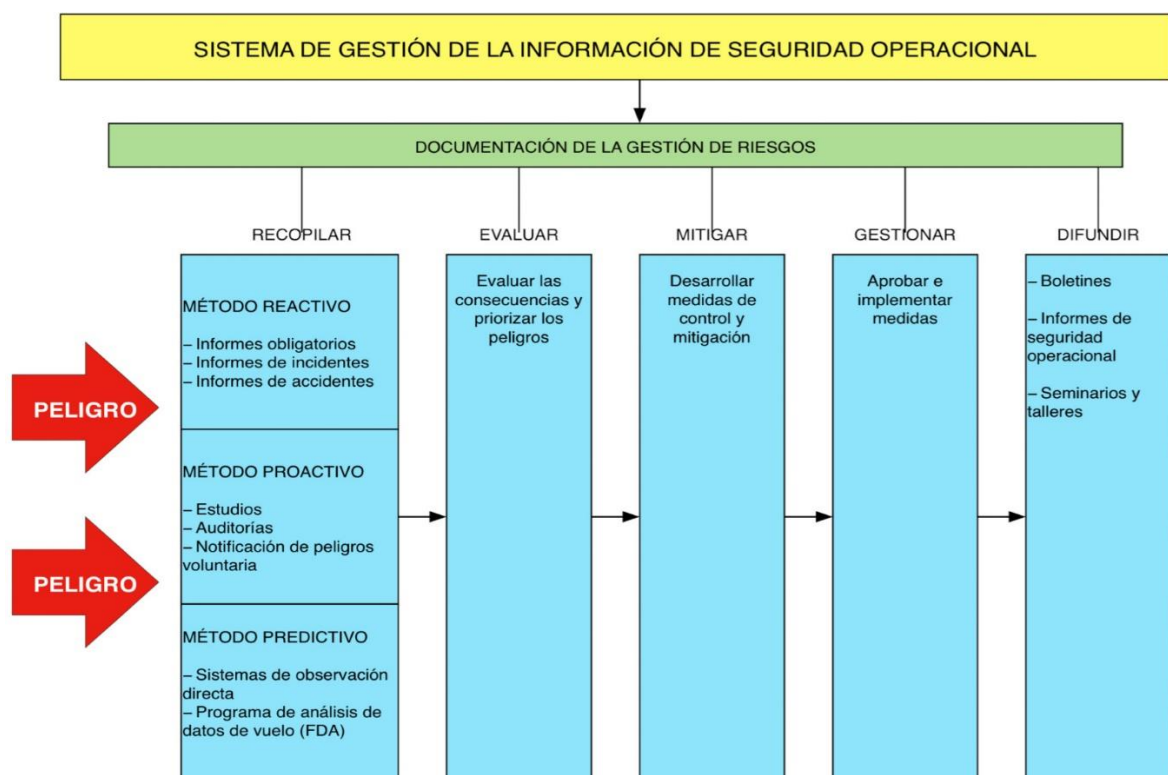 SISTEMA DE GESTIÓN DE LA INFORMACIÓN DE SEGURIDAD OPERACIONAL
DOCUMENTACIÓN DE LA GESTIÓN DE RIESGOS
RECOPILAR
EVALUAR
MITIGAR
GESTIONAR
DIFUNDIR
PELIGRO
PELIGRO
MÉTODO REACTIVO
– Informes obligatorios
– Informes de incidentes
– Informes de accidentes
MÉTODO PROACTIVO
– Estudios
– Auditorías
– Notificación de peligros
voluntaria
MÉTODO PREDICTIVO
– Sistemas de observación
directa
– Programa de análisis de
datos de vuelo (FDA)
Evaluar las
consecuencias y
priorizar los
peligros
Desarrollar
medidas de
control y
mitigación
Aprobar e
implementar
medidas
– Boletines
– Informes de
seguridad
operacional
– Seminarios y
talleres